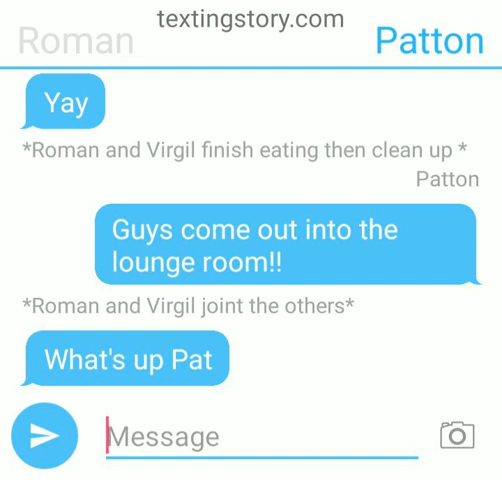 textingstory.com
Roman
Patton
Yay
*Roman and Virgil finish eating then clean up *
Patton
Guys come out into the
lounge room!!
*Roman and Virgil joint the others*
What's up Pat
Message